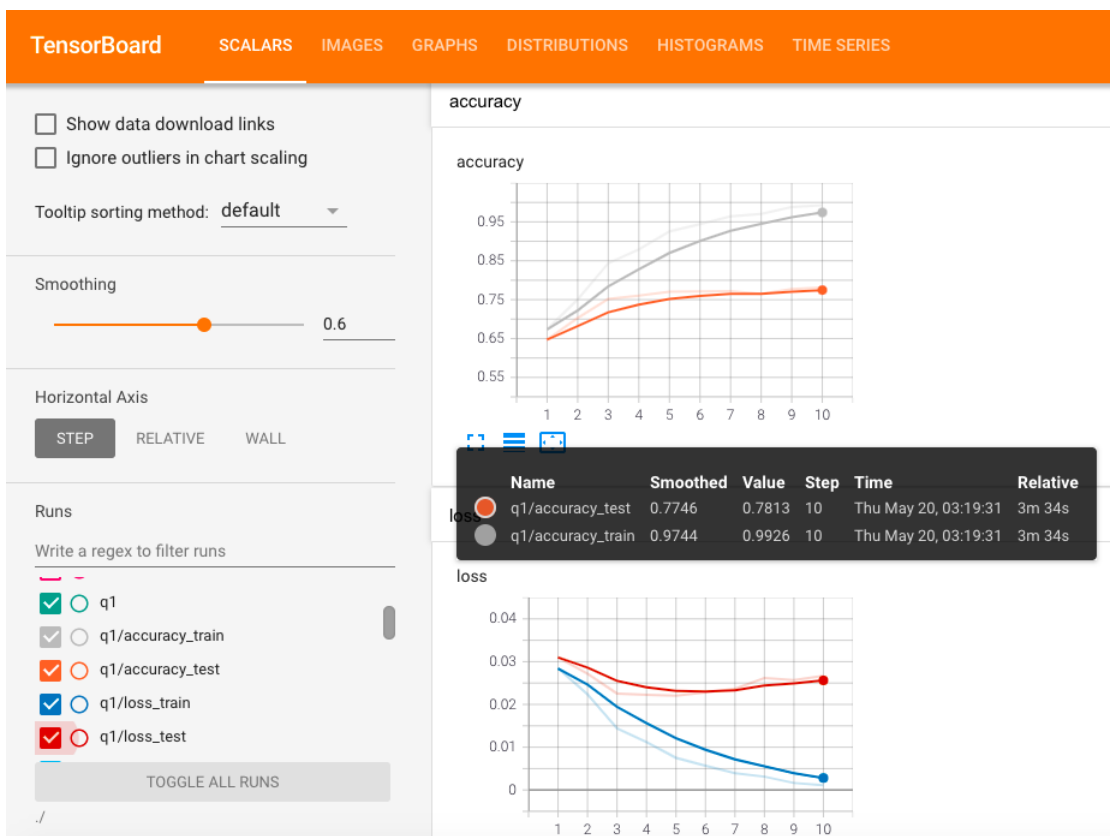 TensorBoard SCALARS IMAGES GRAPHS DISTRIBUTIONS HISTOGRAMS TIME SERIES
Show data download links
Ignore outliers in chart scaling
Tooltip sorting method: default
Smoothing
0.6
Horizontal Axis
STEP RELATIVE WALL
Runs
Write a regex to filter runs
q1
q1/accuracy_train
q1/accuracy_test
q1/loss_train
q1/loss_test
TOGGLE ALL RUNS
./
accuracy
accuracy
0.95
0.85
0.75
0.65
0.55
1 2 3 4 5 6 7 8 9 10
loss
Name Smoothed Value Step Time Relative
q1/accuracy_test 0.7746 0.7813 10 Thu May 20, 03:19:31 3m 34s
q1/accuracy_train 0.9744 0.9926 10 Thu May 20, 03:19:31 3m 34s
loss
0.04
0.03
0.02
0.01
0
1 2 3 4 5 6 7 8 9 10